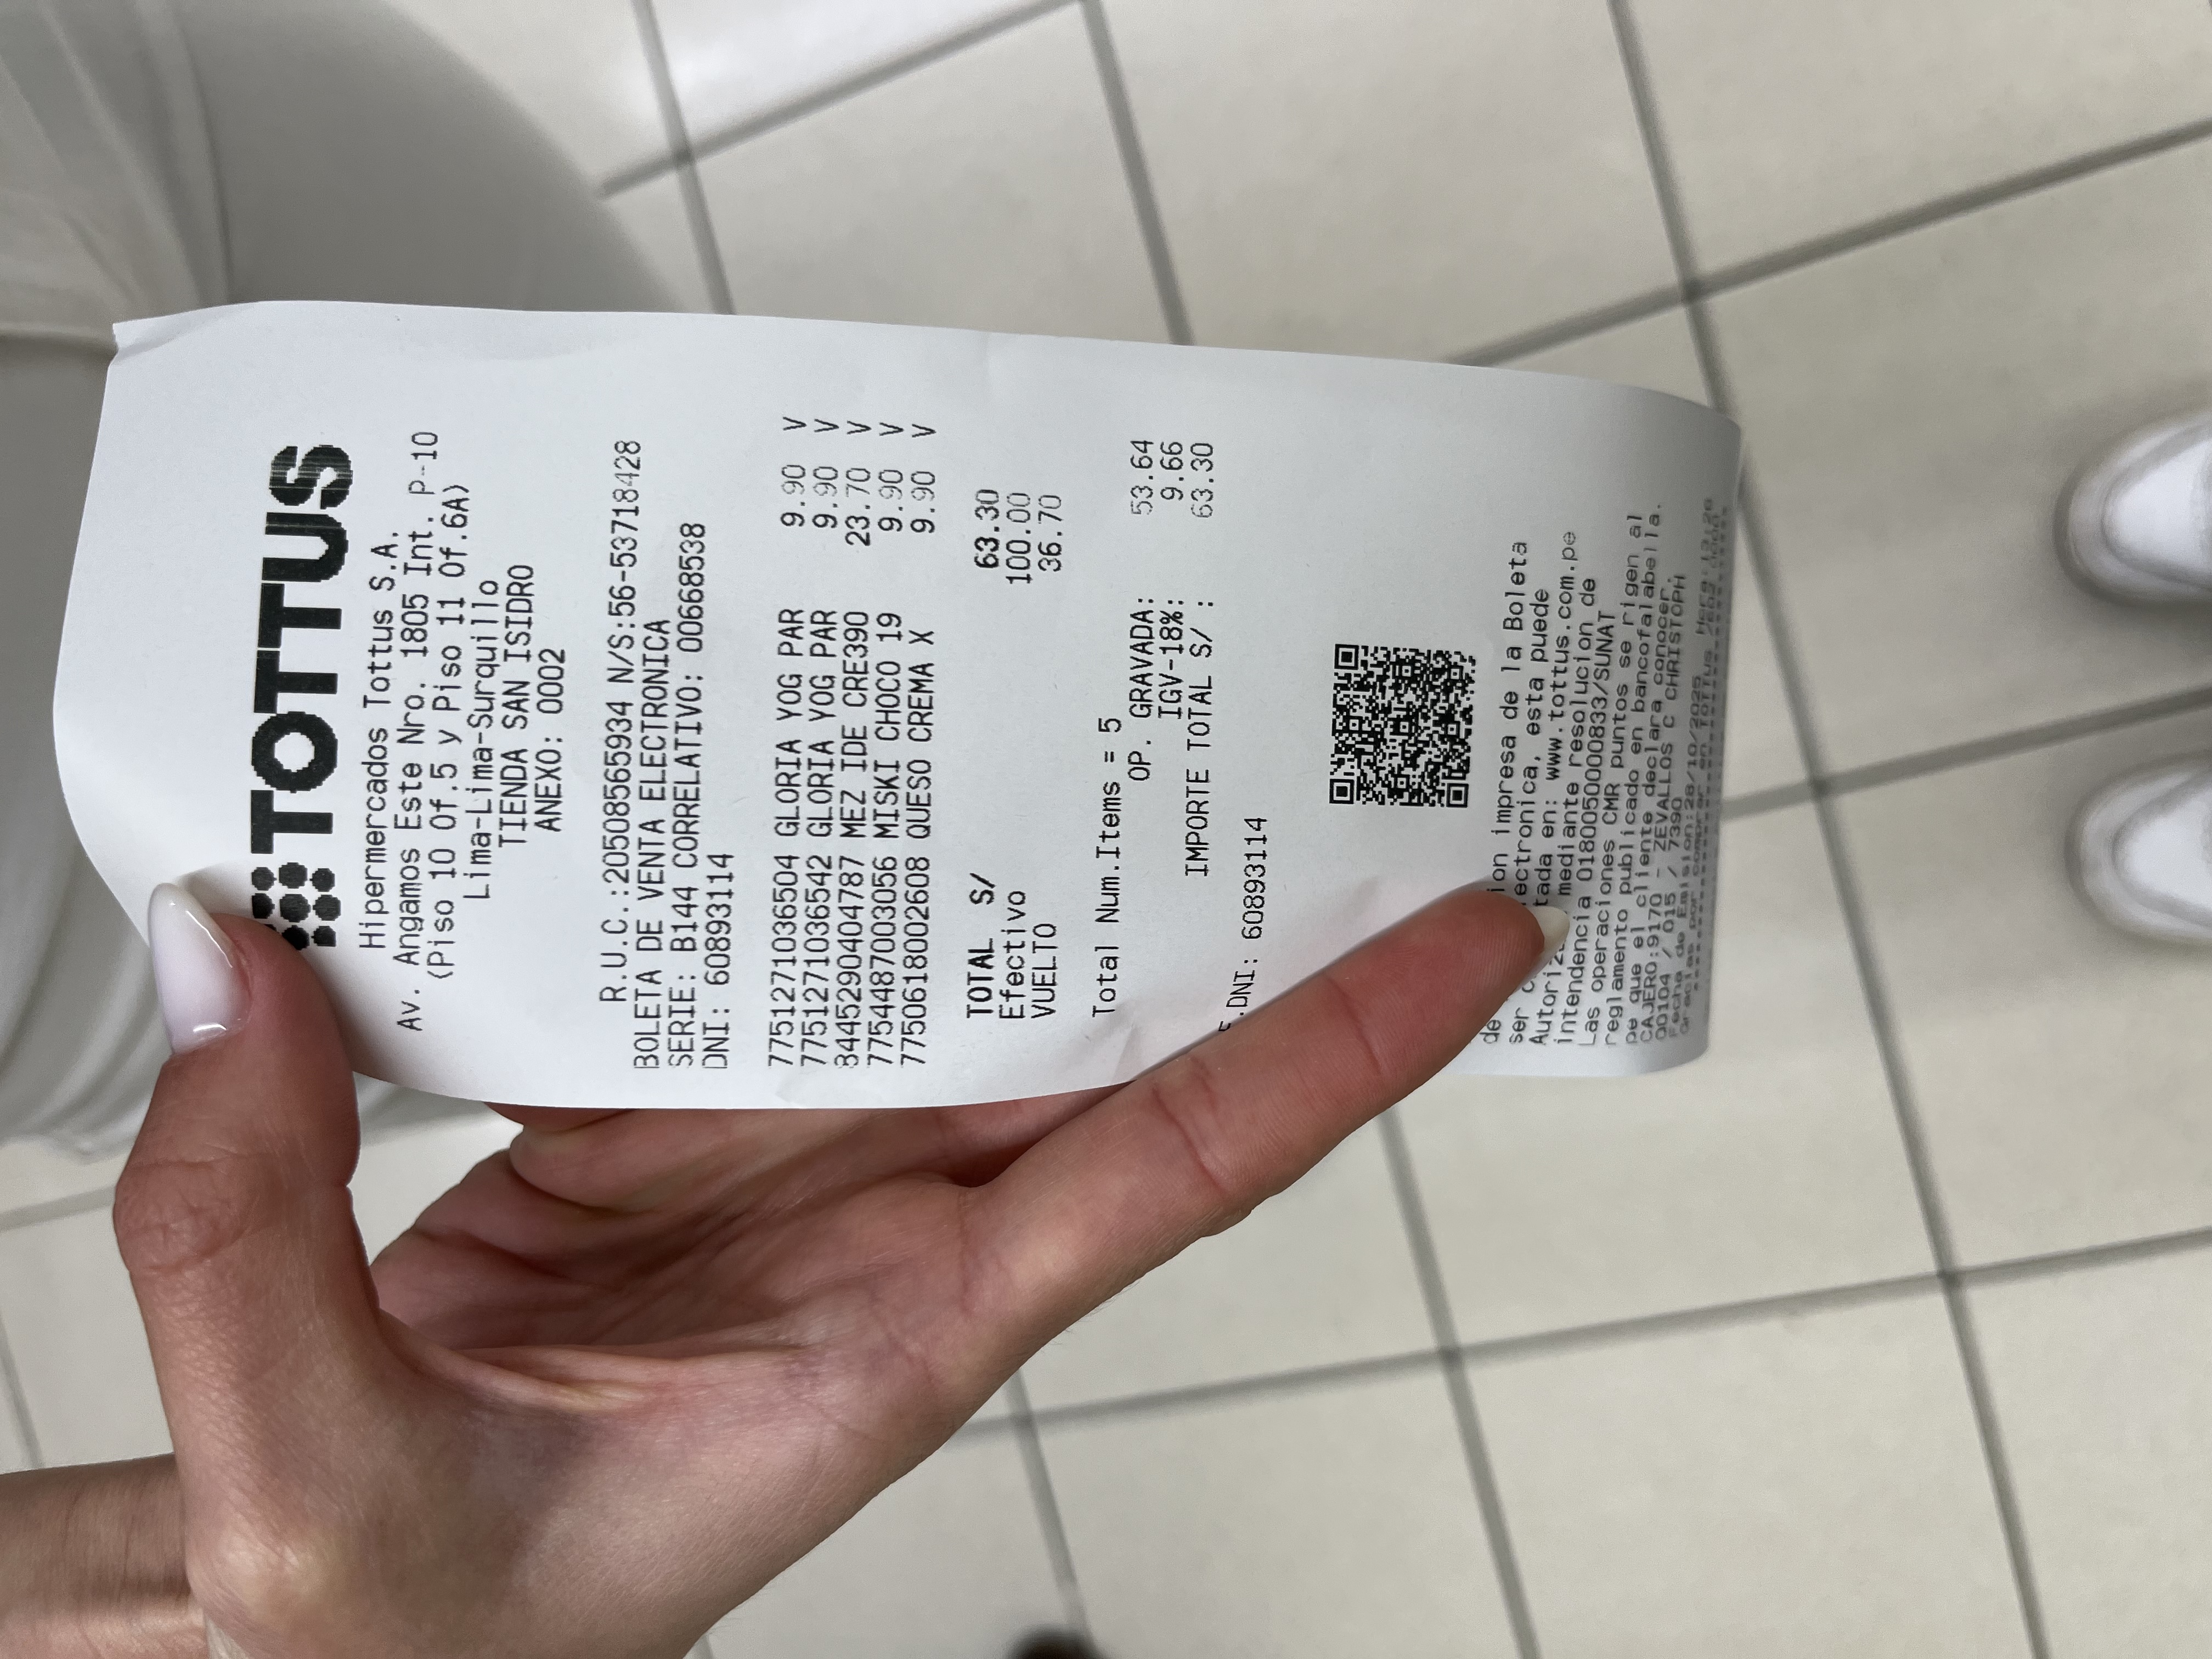 TOTTUS
Hipermercados Tottus S.A.
Av. Angamos Este Nro. 1805 Int. P-10
(Piso 10 Of.5 y Piso 11 Of.6A)
Lima-Lima-Surquillo
TIENDA SAN ISIDRO
ANEXO: 0002
R.U.C.:20508565934 N/S:56-53718428
BOLETA DE VENTA ELECTRONICA
SERIE: B144 CORRELATIVO: 00668538
DNI: 60893114
7751271036504 GLORIA YOG PAR 9.90 V
7751271036542 GLORIA YOG PAR 9.90 V
8445290404787 MEZ IDE CRE390 23.70 V
7754487003056 MISKI CHOCO 19 9.90 V
7750618002608 QUESO CREMA X 9.90 V
TOTAL S/ 63.30
Efectivo 100.00
VUELTO 36.70
Total Num.Items = 5
OP. GRAVADA: 53.64
IGV-18%: 9.66
IMPORTE TOTAL S/ : 63.30
.DNI: 60893114
de ion impresa de la Boleta
ser ectronica, esta puede
tada en: www.tottus.com.pe
Autoriz mediante resolucion de
intendencia 0180050000833/SUNAT
Las operaciones CMR puntos se rigen al
reglamento publicado en bancofalabella.
pe que el cliente declara conocer.
CAJERO:9170 - ZEVALLOS C CHRISTOPH
00104 / 015 / 7390
Fecha de Emision:28/10/2025 Hora:13:26
Gracias por comprar en TOTTUS